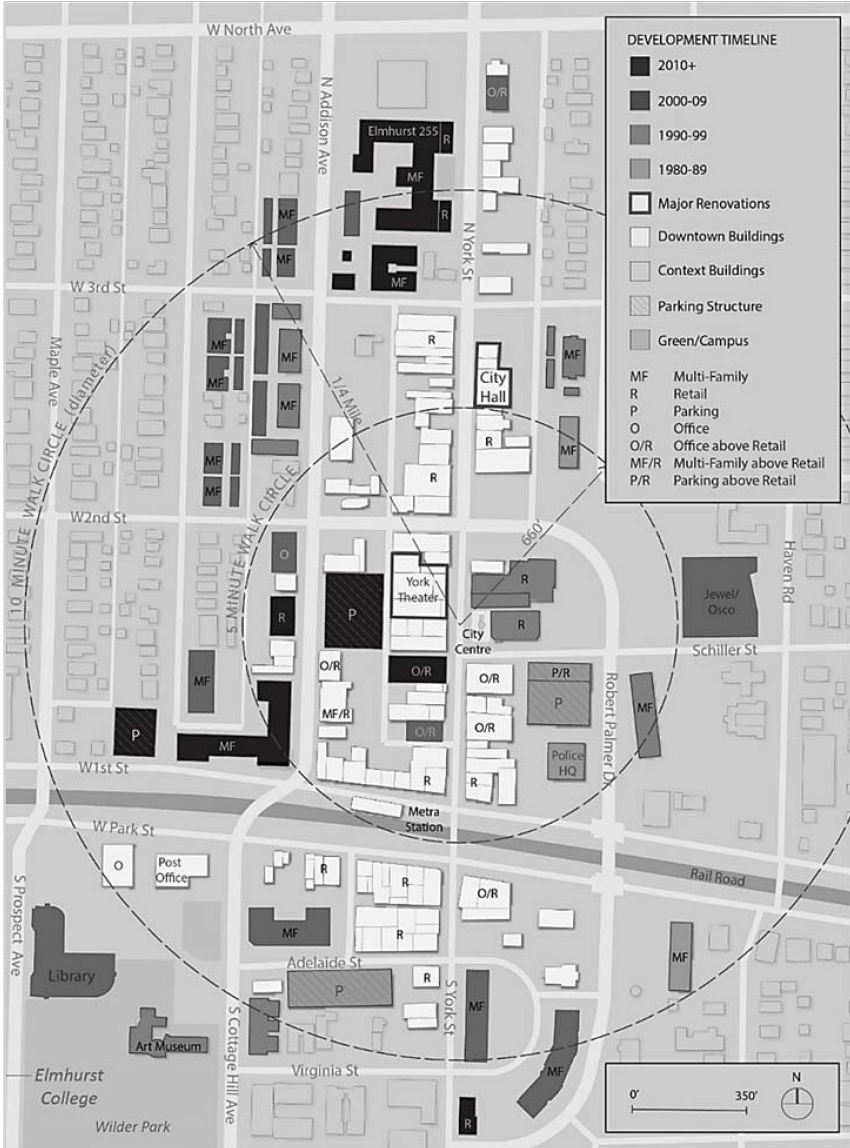 W North Ave
N Addison Ave
DEVELOPMENT TIMELINE
2010+
2000-09
1990-99
1980-89
Major Renovations
Downtown Buildings
Context Buildings
Parking Structure
Green/Campus
MF Multi-Family
R Retail
P Parking
O Office
O/R Office above Retail
MF/R Multi-Family above Retail
P/R Parking above Retail
O/R
Elmhurst 255
R
MF
R
MF
MF
MF
N York St
W 3rd St
Maple Ave
10 MINUTE WALK CIRCLE (diameter)
MF
MF
MF
MF
MF
MF
1/4 Mile
5 MINUTE WALK CIRCLE
R
City
Hall
R
R
MF
MF
660'
W2nd St
O
R
P
York
Theater
R
R
City
Centre
Jewel/
Osco
Haven Rd
Schiller St
MF
O/R
O/R
O/R
P/R
P
MF/R
O/R
O/R
Robert Palmer Dr
MF
P
MF
Police
HQ
W1st St
R
R
Metra
Station
W Park St
O
Post
Office
R
R
O/R
Rail Road
S Prospect Ave
MF
R
MF
Library
Adelaide St
P
R
S York St
MF
Art Museum
S Cottage Hill Ave
MF
Elmhurst
College
Virginia St
Wilder Park
R
0' 350'
N